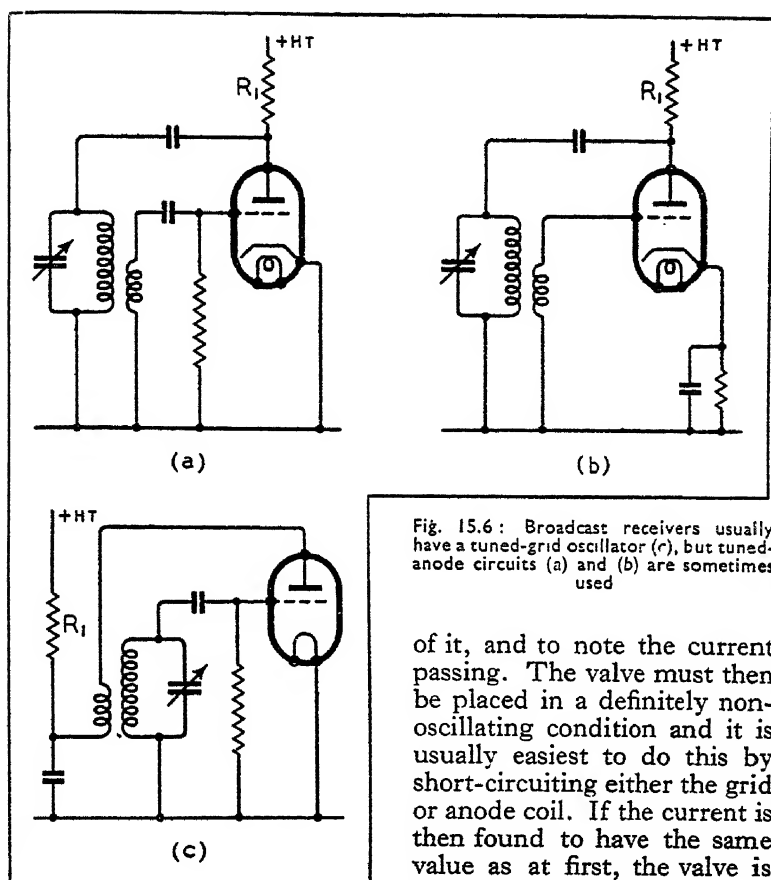 +HT
R₁
(a)
+HT
R₁
(b)
+HT
R₁
(c)
Fig. 15.6 : Broadcast receivers usually
have a tuned-grid oscillator (c), but tuned-
anode circuits (a) and (b) are sometimes
used
of it, and to note the current
passing. The valve must then
be placed in a definitely non-
oscillating condition and it is
usually easiest to do this by
short-circuiting either the grid
or anode coil. If the current is
then found to have the same
value as at first, the valve is